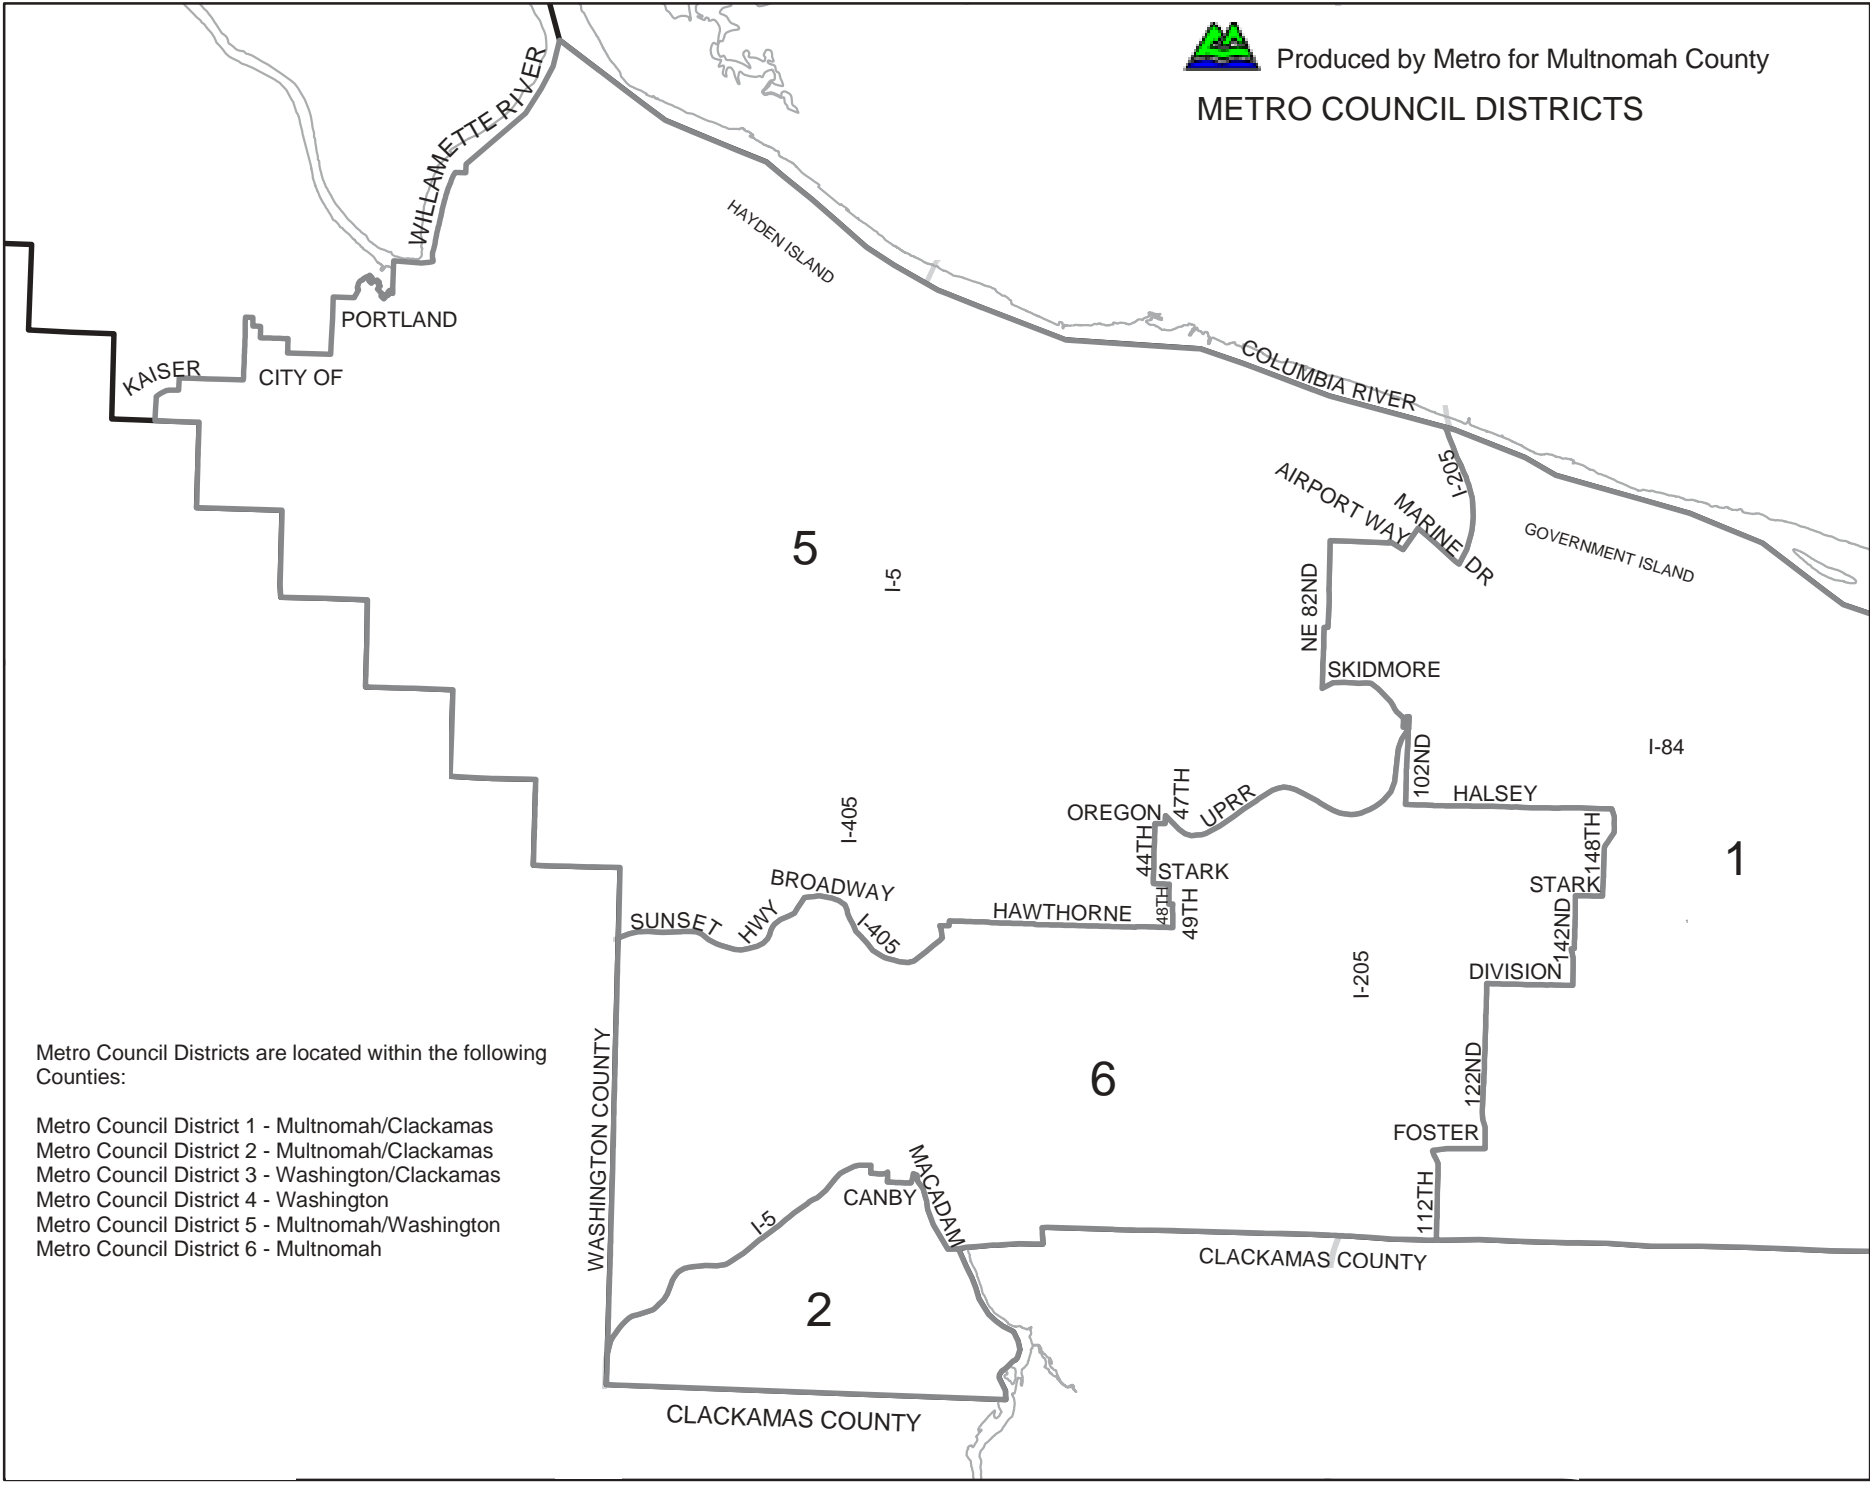 Produced by Metro for Multnomah County
METRO COUNCIL DISTRICTS
WILLAMETTE RIVER
HAYDEN ISLAND
PORTLAND
KAISER
CITY OF
COLUMBIA RIVER
I-205
AIRPORT WAY
MARINE DR
GOVERNMENT ISLAND
5
I-5
NE 82ND
SKIDMORE
I-84
102ND
HALSEY
I-405
OREGON
47TH
UPRR
44TH
STARK
148TH
1
BROADWAY
STARK
SUNSET
HWY
I-405
HAWTHORNE
48TH
49TH
142ND
I-205
DIVISION
Metro Council Districts are located within the following
Counties:
Metro Council District 1 - Multnomah/Clackamas
Metro Council District 2 - Multnomah/Clackamas
Metro Council District 3 - Washington/Clackamas
Metro Council District 4 - Washington
Metro Council District 5 - Multnomah/Washington
Metro Council District 6 - Multnomah
WASHINGTON COUNTY
6
122ND
FOSTER
112TH
MACADAM
CANBY
I-5
CLACKAMAS COUNTY
2
CLACKAMAS COUNTY